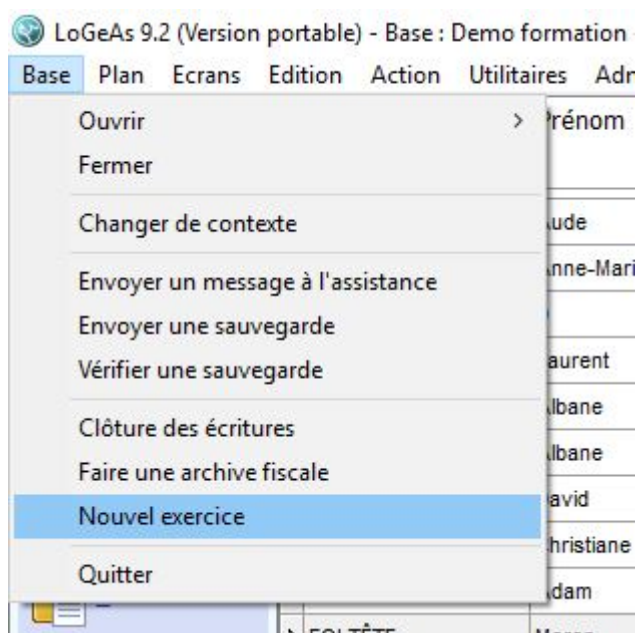 LoGeAs 9.2 (Version portable) - Base : Demo formation -
Base Plan Ecrans Edition Action Utilitaires
Ouvrir
Prénom
Fermer
Changer de contexte
Envoyer un message à l'assistance
Envoyer une sauvegarde
Vérifier une sauvegarde
Clôture des écritures
Faire une archive fiscale
Nouvel exercice
Quitter